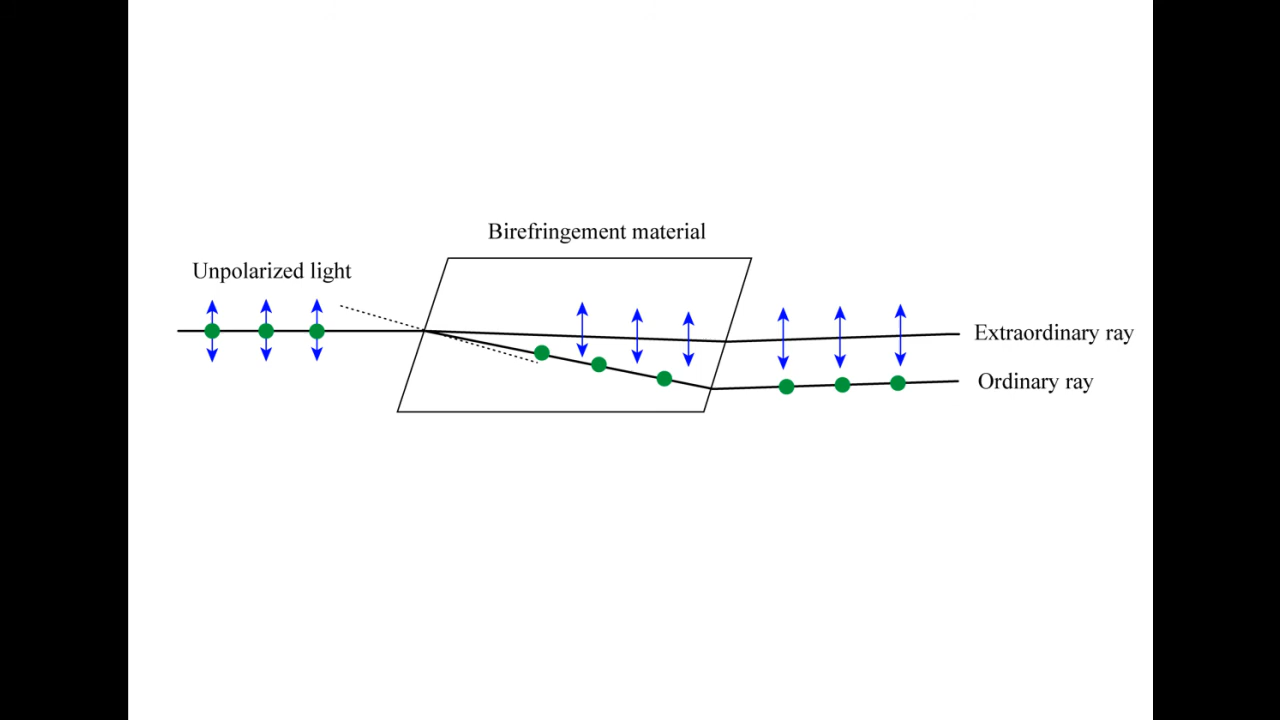 Birefringement material
Unpolarized light
Extraordinary ray
Ordinary ray